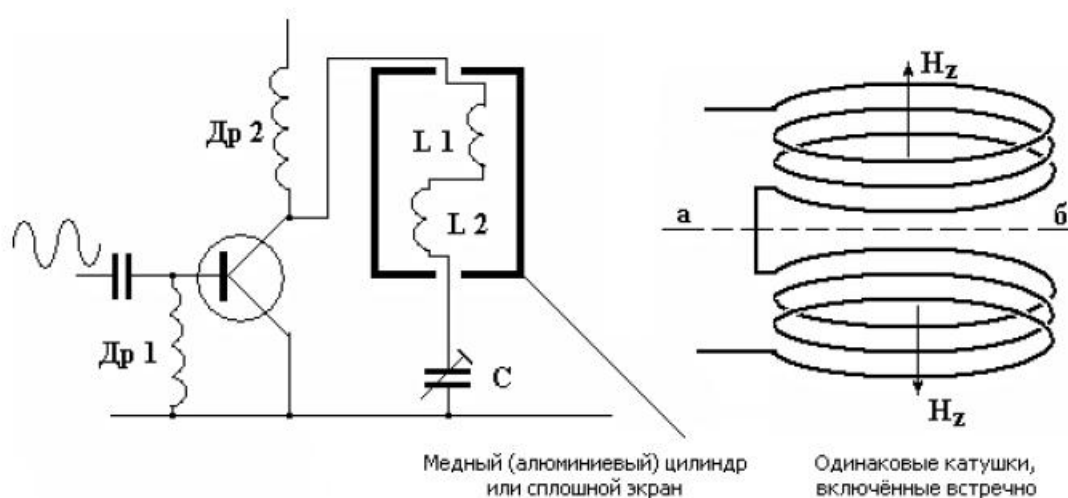 Др 2
L 1
L 2
Др 1
C
Медный (алюминиевый) цилиндр
или сплошной экран
Hz
а
б
Hz
Одинаковые катушки,
включённые встречно